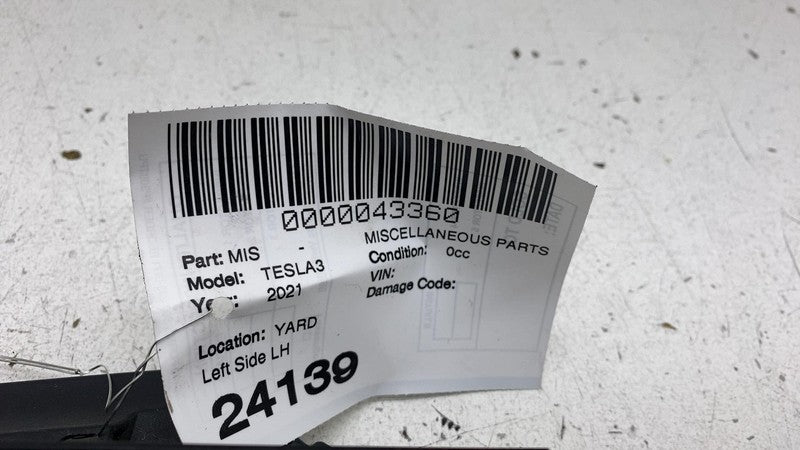 0000043360
Part: MIS - MISCELLANEOUS PARTS
Model: TESLA3 Condition: 0cc
2021 VIN:
Damage Code:
Location: YARD
Left Side LH
24139